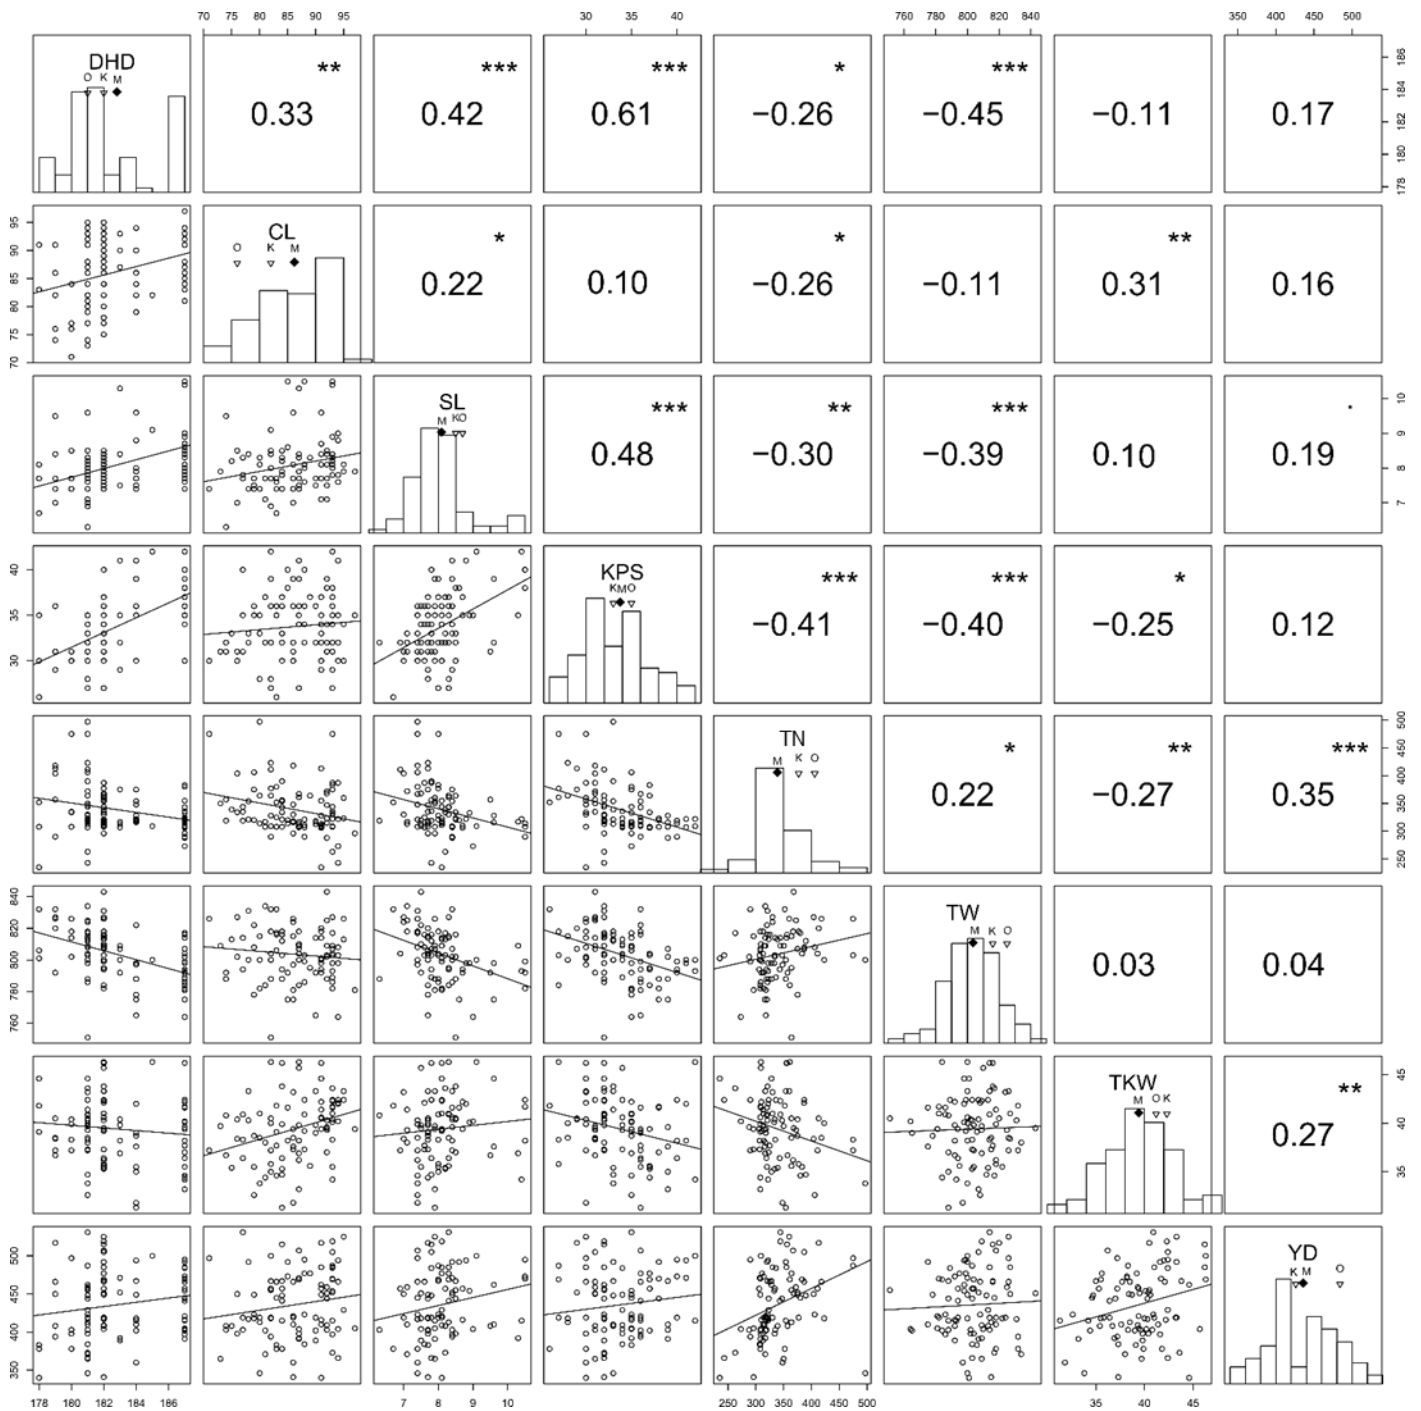 70 75 80 85 90 95 30 35 40 760 780 800 820 840 350 400 450 500
DHD
O K M
** *** *** * ***
0.33 0.42 0.61 −0.26 −0.45 −0.11 0.17
178 180 182 184 186
CL
O K M
* * **
0.22 0.10 −0.26 −0.11 0.31 0.16
70 75 80 85 90 95
SL
M KO
*** ** *** .
0.48 −0.30 −0.39 0.10 0.19
7 8 9 10
KPS
KMO
*** *** *
−0.41 −0.40 −0.25 0.12
30 35 40
TN
M K O
* ** ***
0.22 −0.27 0.35
250 300 350 400 450 500
TW
M K O
0.03 0.04
760 780 800 820 840
TKW
M O K
**
0.27
35 40 45
YD
K M O
350 400 450 500
178 180 182 184 186 7 8 9 10 250 300 350 400 450 500 35 40 45